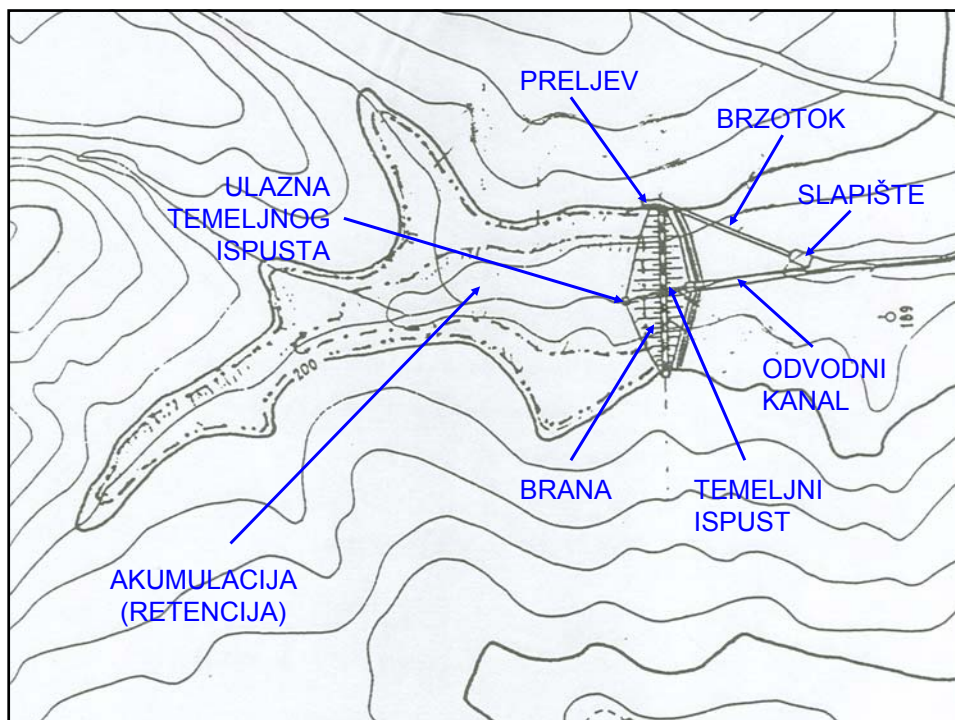 PRELJEV
BRZOTOK
ULAZNA
TEMELJNOG
ISPUSTA
SLAPIŠTE
200
189
ODVODNI
KANAL
BRANA
TEMELJNI
ISPUST
AKUMULACIJA
(RETENCIJA)